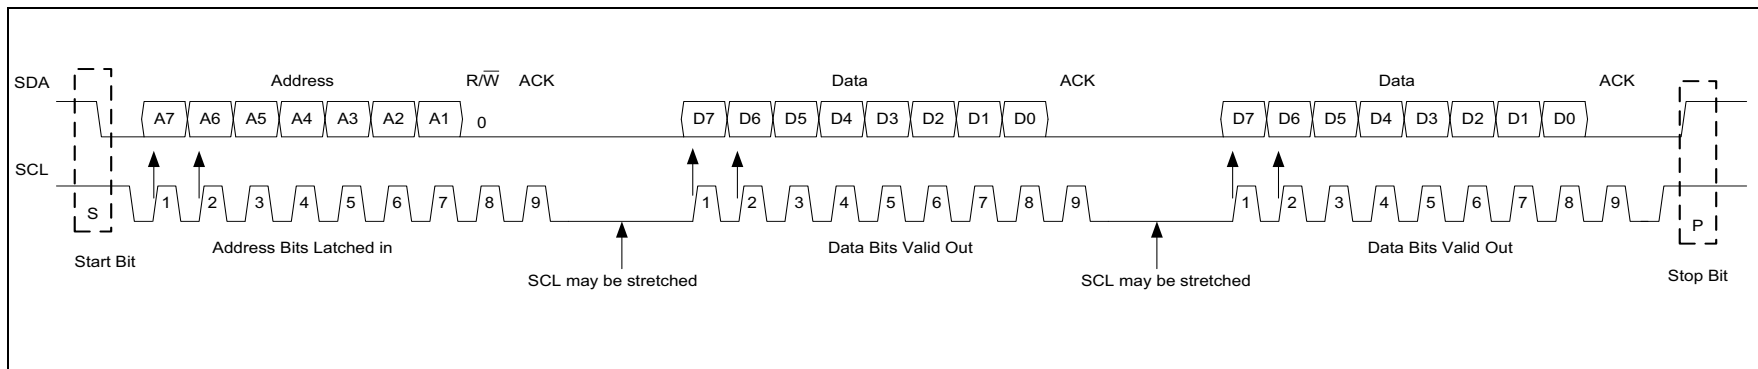 SDA
Address
R/W̅
ACK
Data
ACK
Data
ACK
A7 A6 A5 A4 A3 A2 A1 0
D7 D6 D5 D4 D3 D2 D1 D0
D7 D6 D5 D4 D3 D2 D1 D0
SCL
S
1 2 3 4 5 6 7 8 9
1 2 3 4 5 6 7 8 9
1 2 3 4 5 6 7 8 9
P
Start Bit
Address Bits Latched in
SCL may be stretched
Data Bits Valid Out
SCL may be stretched
Data Bits Valid Out
Stop Bit